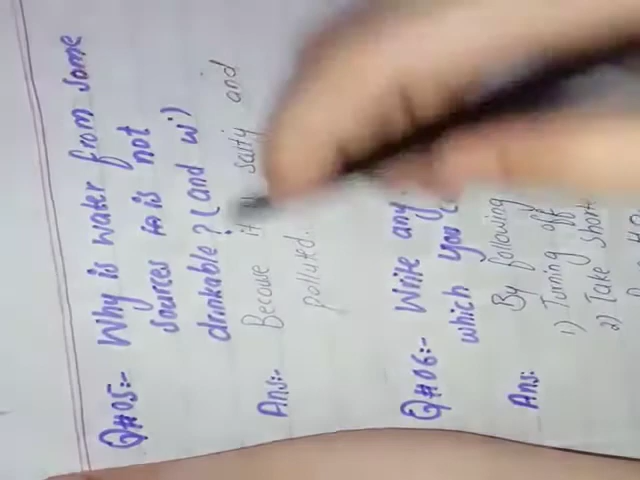 Q#05:- Why is water from some
sources to is not
drinkable? (and w:)
Ans:- Because it salty and
polluted.
Q#06:- Write any
which you
Ans: By following
1) Turning off
2) Take short